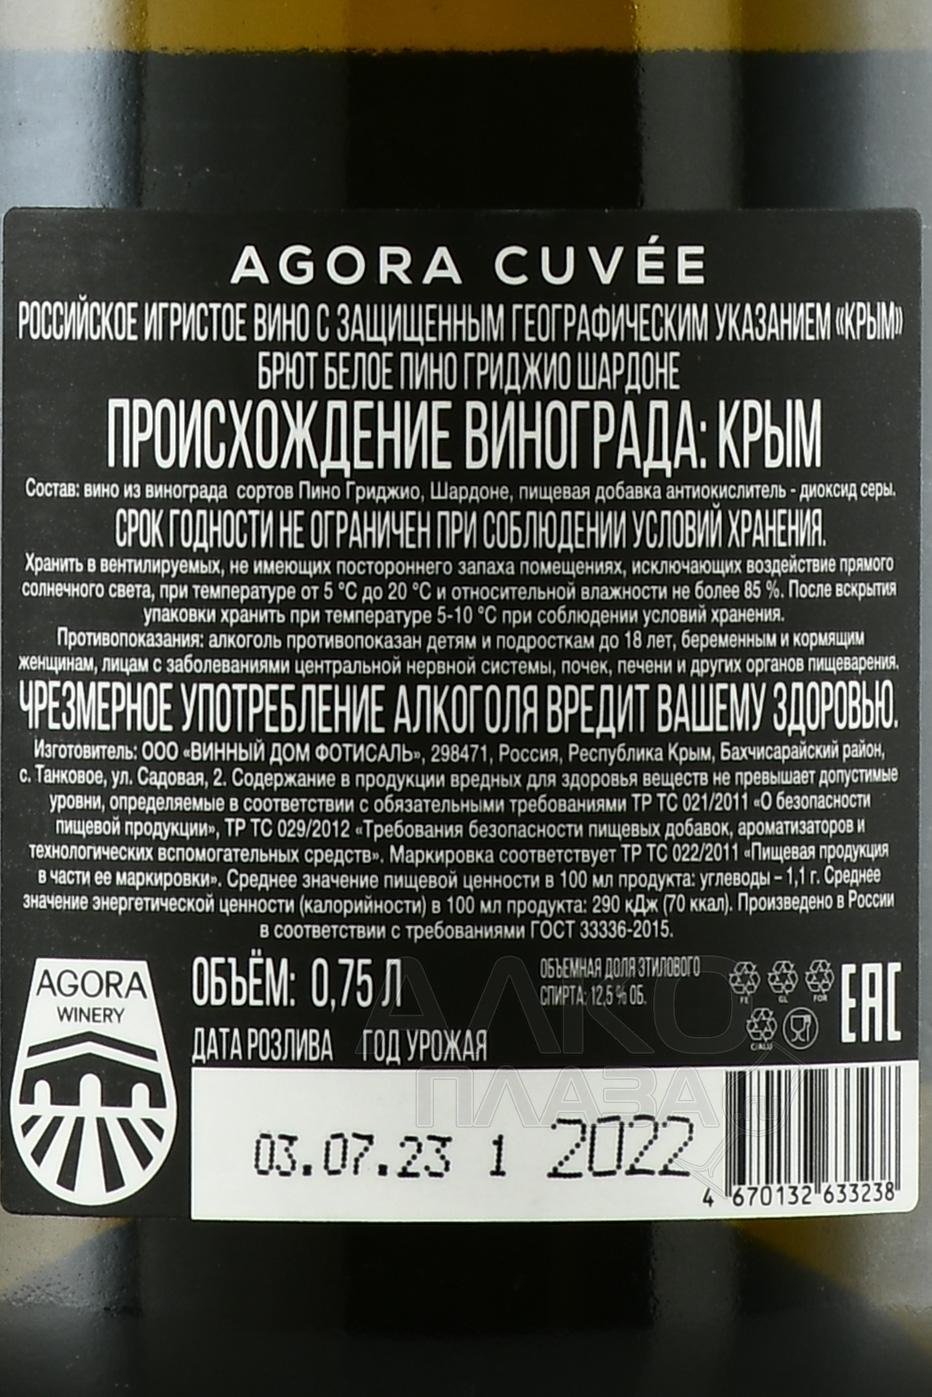 AGORA CUVÉE
РОССИЙСКОЕ ИГРИСТОЕ ВИНО С ЗАЩИЩЕННЫМ ГЕОГРАФИЧЕСКИМ УКАЗАНИЕМ «КРЫМ»
БРЮТ БЕЛОЕ ПИНО ГРИДЖИО ШАРДОНЕ
ПРОИСХОЖДЕНИЕ ВИНОГРАДА: КРЫМ
Состав: вино из винограда сортов Пино Гриджио, Шардоне, пищевая добавка антиокислитель - диоксид серы.
СРОК ГОДНОСТИ НЕ ОГРАНИЧЕН ПРИ СОБЛЮДЕНИИ УСЛОВИЙ ХРАНЕНИЯ.
Хранить в вентилируемых, не имеющих постороннего запаха помещениях, исключающих воздействие прямого
солнечного света, при температуре от 5 °C до 20 °C и относительной влажности не более 85 %. После вскрытия
упаковки хранить при температуре 5-10 °C при соблюдении условий хранения.
Противопоказания: алкоголь противопоказан детям и подросткам до 18 лет, беременным и кормящим
женщинам, лицам с заболеваниями центральной нервной системы, почек, печени и других органов пищеварения.
ЧРЕЗМЕРНОЕ УПОТРЕБЛЕНИЕ АЛКОГОЛЯ ВРЕДИТ ВАШЕМУ ЗДОРОВЬЮ.
Изготовитель: ООО «ВИННЫЙ ДОМ ФОТИСАЛЬ», 298471, Россия, Республика Крым, Бахчисарайский район,
с. Танковое, ул. Садовая, 2. Содержание в продукции вредных для здоровья веществ не превышает допустимые
уровни, определяемые в соответствии с обязательными требованиями ТР ТС 021/2011 «О безопасности
пищевой продукции», ТР ТС 029/2012 «Требования безопасности пищевых добавок, ароматизаторов и
технологических вспомогательных средств». Маркировка соответствует ТР ТС 022/2011 «Пищевая продукция
в части ее маркировки». Среднее значение пищевой ценности в 100 мл продукта: углеводы – 1,1 г. Среднее
значение энергетической ценности (калорийности) в 100 мл продукта: 290 кДж (70 ккал). Произведено в России
в соответствии с требованиями ГОСТ 33336-2015.
AGORA
WINERY
ОБЪЁМ: 0,75 Л
ОБЪЕМНАЯ ДОЛЯ ЭТИЛОВОГО
СПИРТА: 12,5 % ОБ.
FE GL FOR
C/ALU
EAC
ДАТА РОЗЛИВА ГОД УРОЖАЯ
03.07.23 1 2022
4 670132 633238
АЛКО
ПЛАЗА